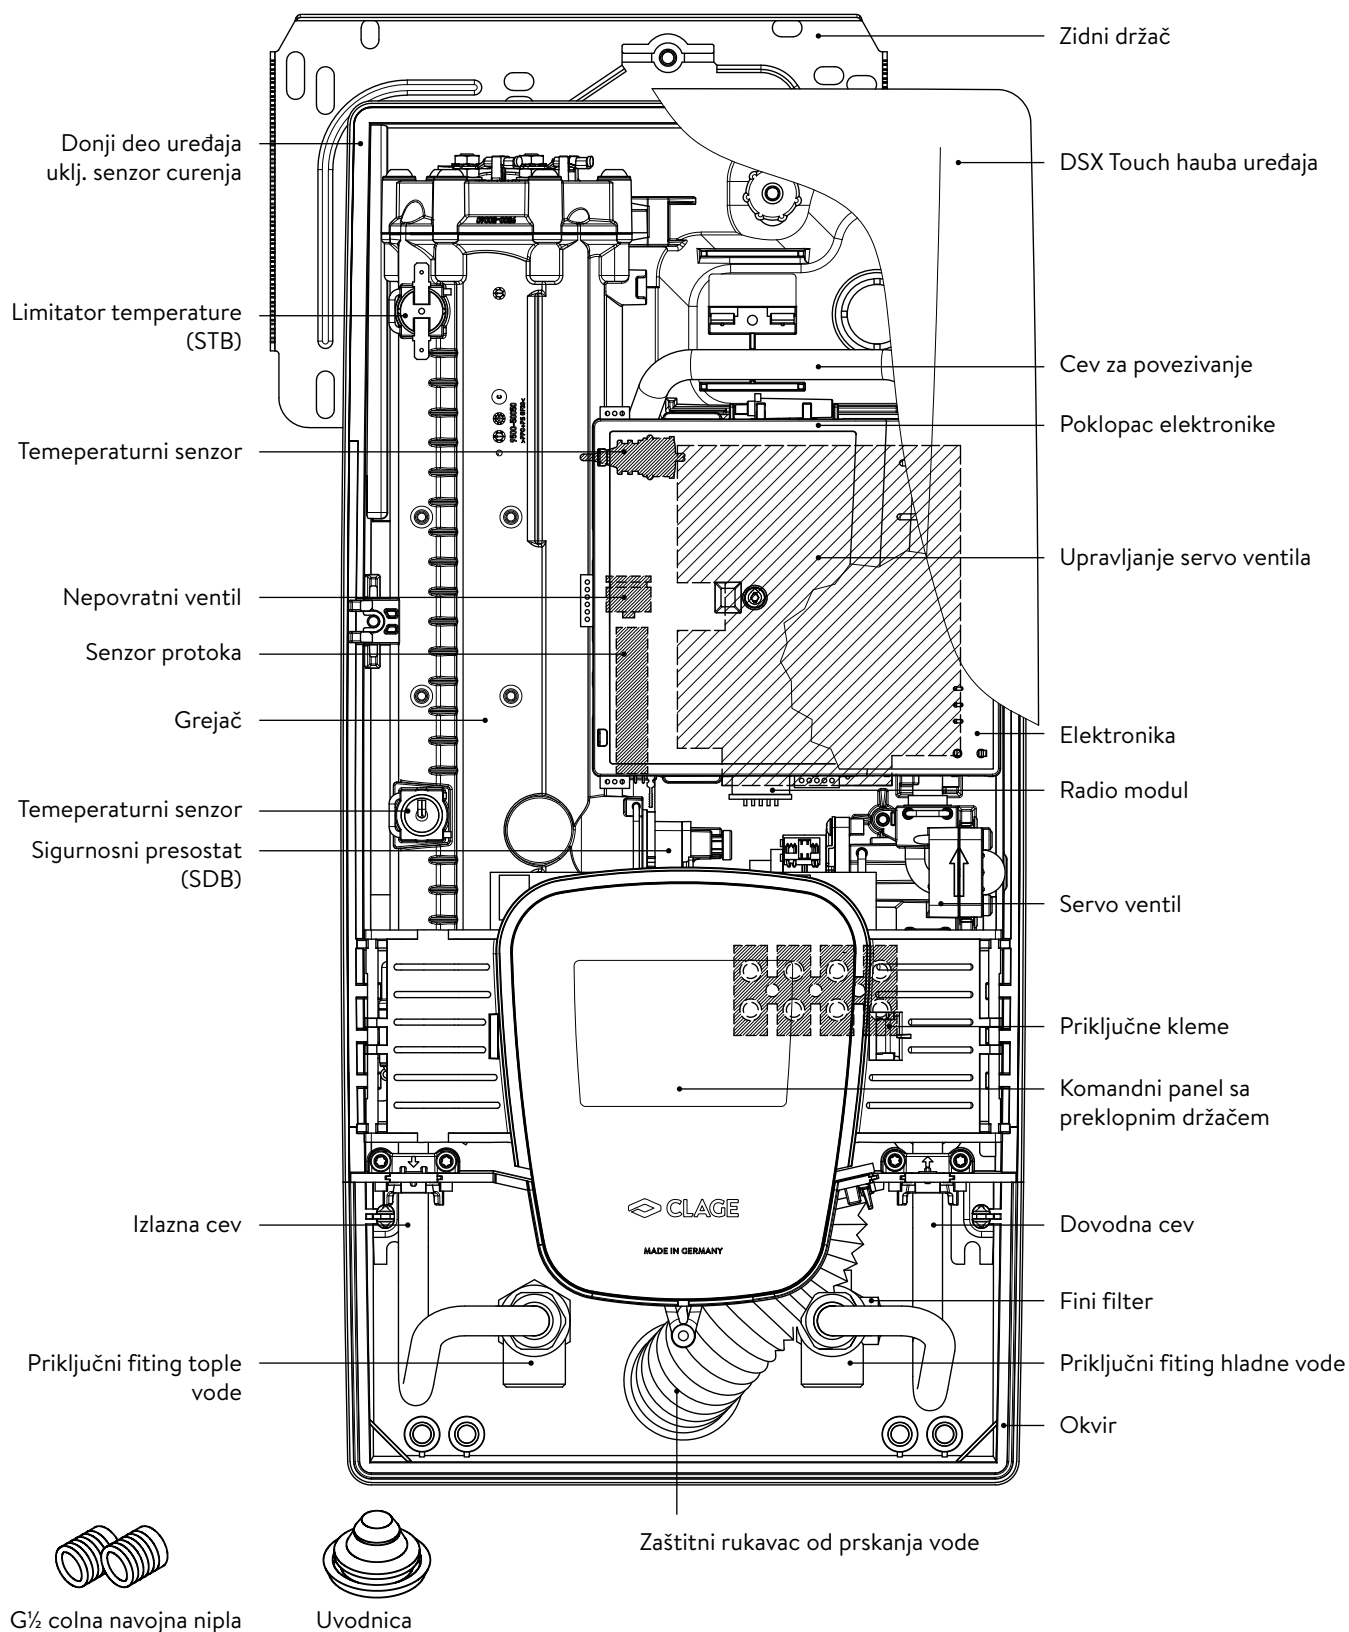 Zidni držač
Donji deo uređaja
uklj. senzor curenja
DSX Touch hauba uređaja
Limitator temperature
(STB)
Cev za povezivanje
Poklopac elektronike
Temeperaturni senzor
Upravljanje servo ventila
Nepovratni ventil
Senzor protoka
Grejač
Elektronika
Radio modul
Temeperaturni senzor
Sigurnosni presostat
(SDB)
Servo ventil
Priključne kleme
Komandni panel sa
preklopnim držačem
CLAGE
MADE IN GERMANY
Izlazna cev
Dovodna cev
Fini filter
Priključni fiting tople
vode
Priključni fiting hladne vode
Okvir
Zaštitni rukavac od prskanja vode
G½ colna navojna nipla
Uvodnica
9500-50050